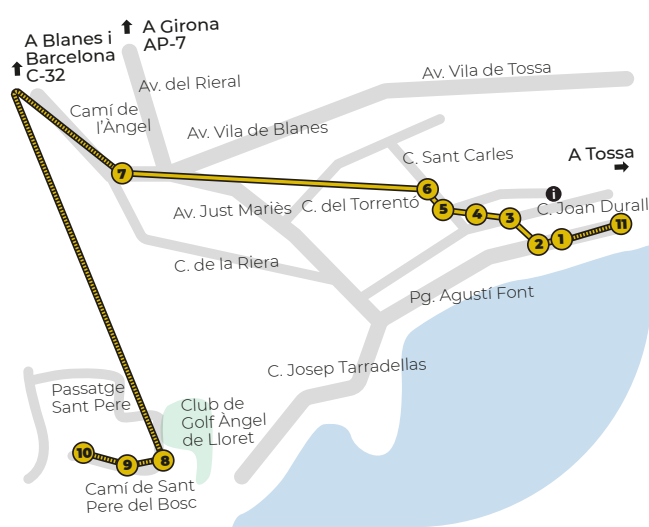 A Blanes i
Barcelona
C-32
A Girona
AP-7
Av. del Rieral
Camí de
l'Àngel
Av. Vila de Blanes
Av. Vila de Tossa
C. Sant Carles
A Tossa
i
7
6
5
4
3
2
1
11
Av. Just Mariès
C. del Torrentó
C. Joan Durall
C. de la Riera
Pg. Agustí Font
C. Josep Tarradellas
Passatge
Sant Pere
Club de
Golf Àngel
de Lloret
10
9
8
Camí de Sant
Pere del Bosc